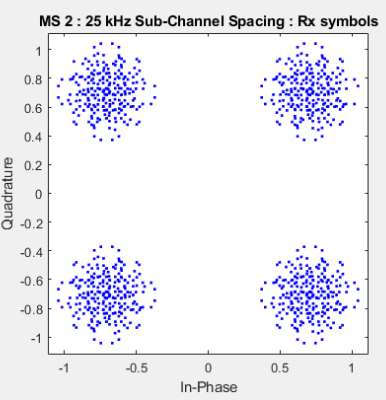 MS 2 : 25 kHz Sub-Channel Spacing : Rx symbols
1
0.8
0.6
0.4
0.2
0
-0.2
-0.4
-0.6
-0.8
-1
Quadrature
-1 -0.5 0 0.5 1
In-Phase